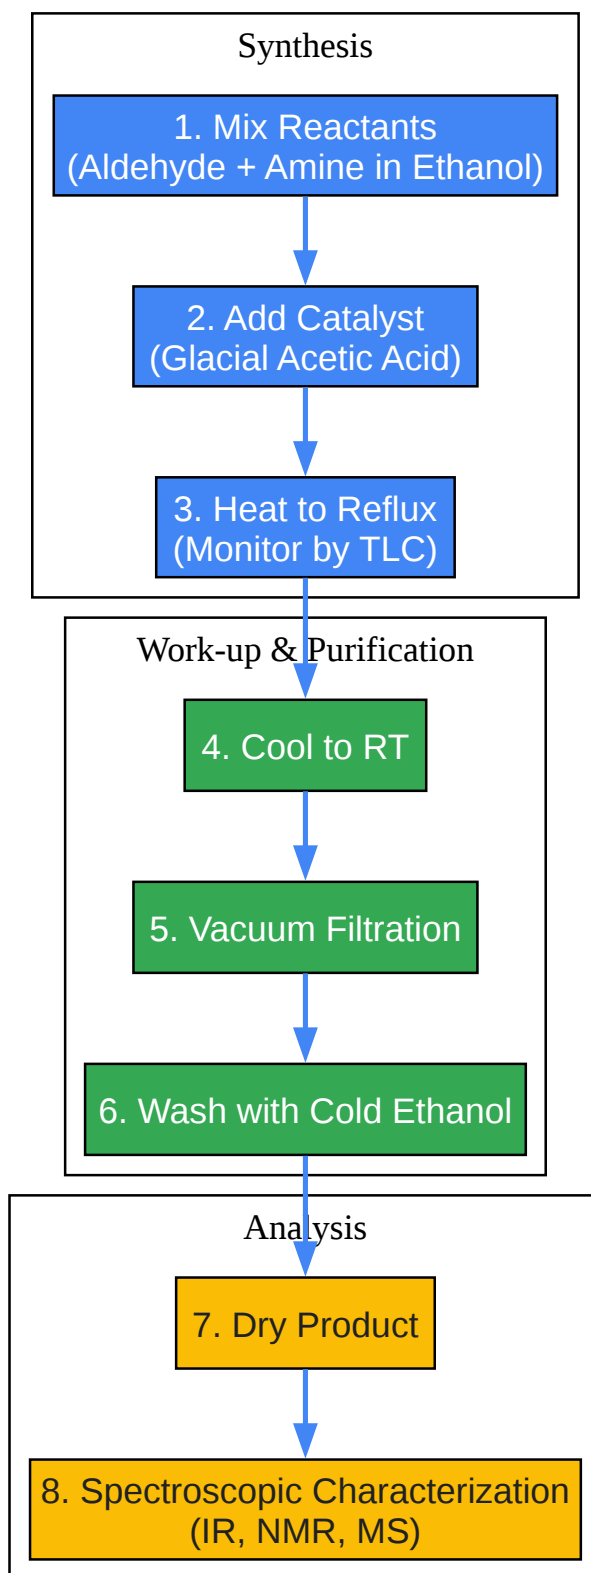 Synthesis
1. Mix Reactants
(Aldehyde + Amine in Ethanol)
2. Add Catalyst
(Glacial Acetic Acid)
3. Heat to Reflux
(Monitor by TLC)
Work-up & Purification
4. Cool to RT
5. Vacuum Filtration
6. Wash with Cold Ethanol
Analysis
7. Dry Product
8. Spectroscopic Characterization
(IR, NMR, MS)